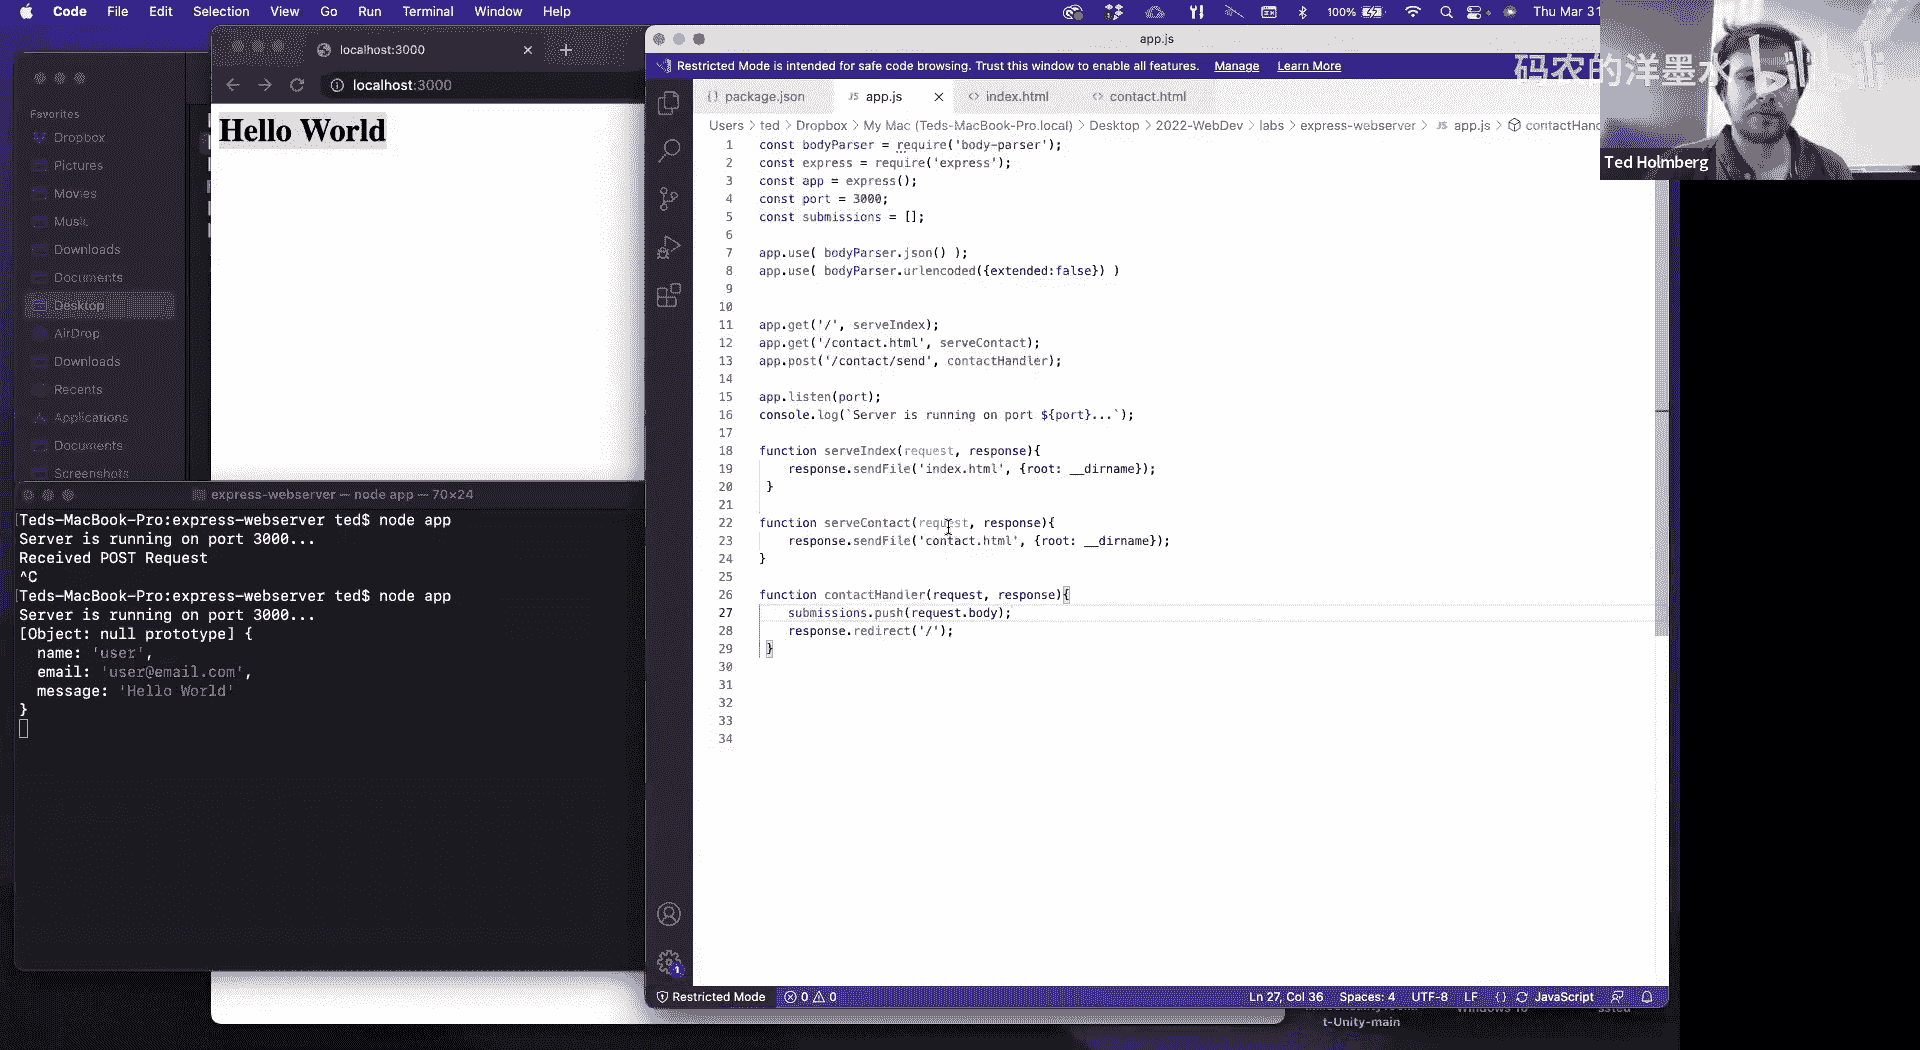 Code File Edit Selection View Go Run Terminal Window Help
100%
Thu Mar 31
码农的洋墨水 bilibili
Ted Holmberg
localhost:3000
localhost:3000
Hello World
Favorites
Dropbox
Pictures
Movies
Music
Downloads
Documents
Desktop
AirDrop
Downloads
Recents
Applications
Documents
Screenshots
express-webserver — node app — 70×24
Teds-MacBook-Pro:express-webserver ted$ node app
Server is running on port 3000...
Received POST Request
^C
Teds-MacBook-Pro:express-webserver ted$ node app
Server is running on port 3000...
[Object: null prototype] {
  name: 'user',
  email: 'user@email.com',
  message: 'Hello World'
}
app.js
Restricted Mode is intended for safe code browsing. Trust this window to enable all features. Manage Learn More
{} package.json JS app.js <> index.html <> contact.html
Users > ted > Dropbox > My Mac (Teds-MacBook-Pro.local) > Desktop > 2022-WebDev > labs > express-webserver > JS app.js > contactHand
1 const bodyParser = require('body-parser');
2 const express = require('express');
3 const app = express();
4 const port = 3000;
5 const submissions = [];
6
7 app.use( bodyParser.json() );
8 app.use( bodyParser.urlencoded({extended:false}) )
9
10
11 app.get('/', serveIndex);
12 app.get('/contact.html', serveContact);
13 app.post('/contact/send', contactHandler);
14
15 app.listen(port);
16 console.log(`Server is running on port ${port}...`);
17
18 function serveIndex(request, response){
19     response.sendFile('index.html', {root: __dirname});
20 }
21
22 function serveContact(request, response){
23     response.sendFile('contact.html', {root: __dirname});
24 }
25
26 function contactHandler(request, response){
27     submissions.push(request.body);
28     response.redirect('/');
29 }
30
31
32
33
34
1
Restricted Mode 0 0 Ln 27, Col 36 Spaces: 4 UTF-8 LF {} JavaScript
t-Unity-main